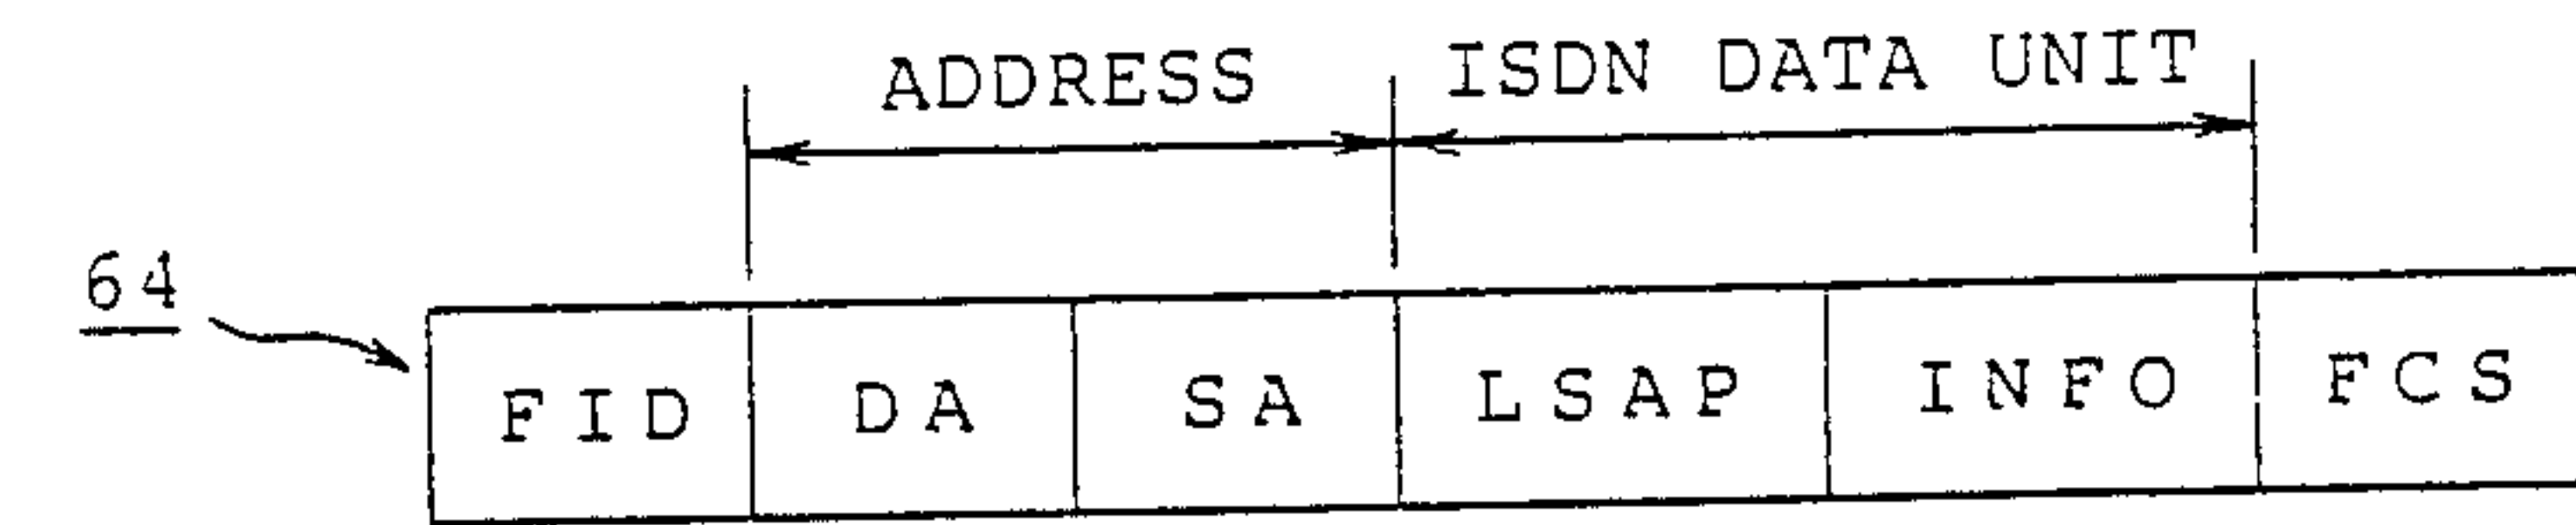 ADDRESS ISDN DATA UNIT
64
FID DA SA LSAP INFO FCS